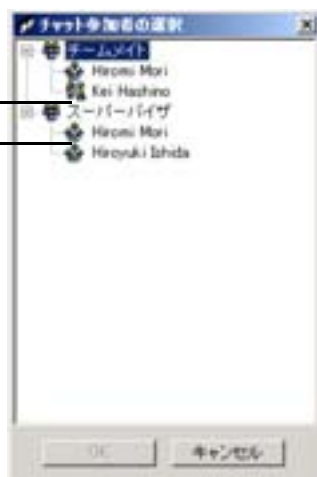 チャット参加者の選択
チームメイト
Hiromi Mori
Kei Hashino
スーパーバイザ
Hiromi Mori
Hiroyuki Ishida
OK
キャンセル